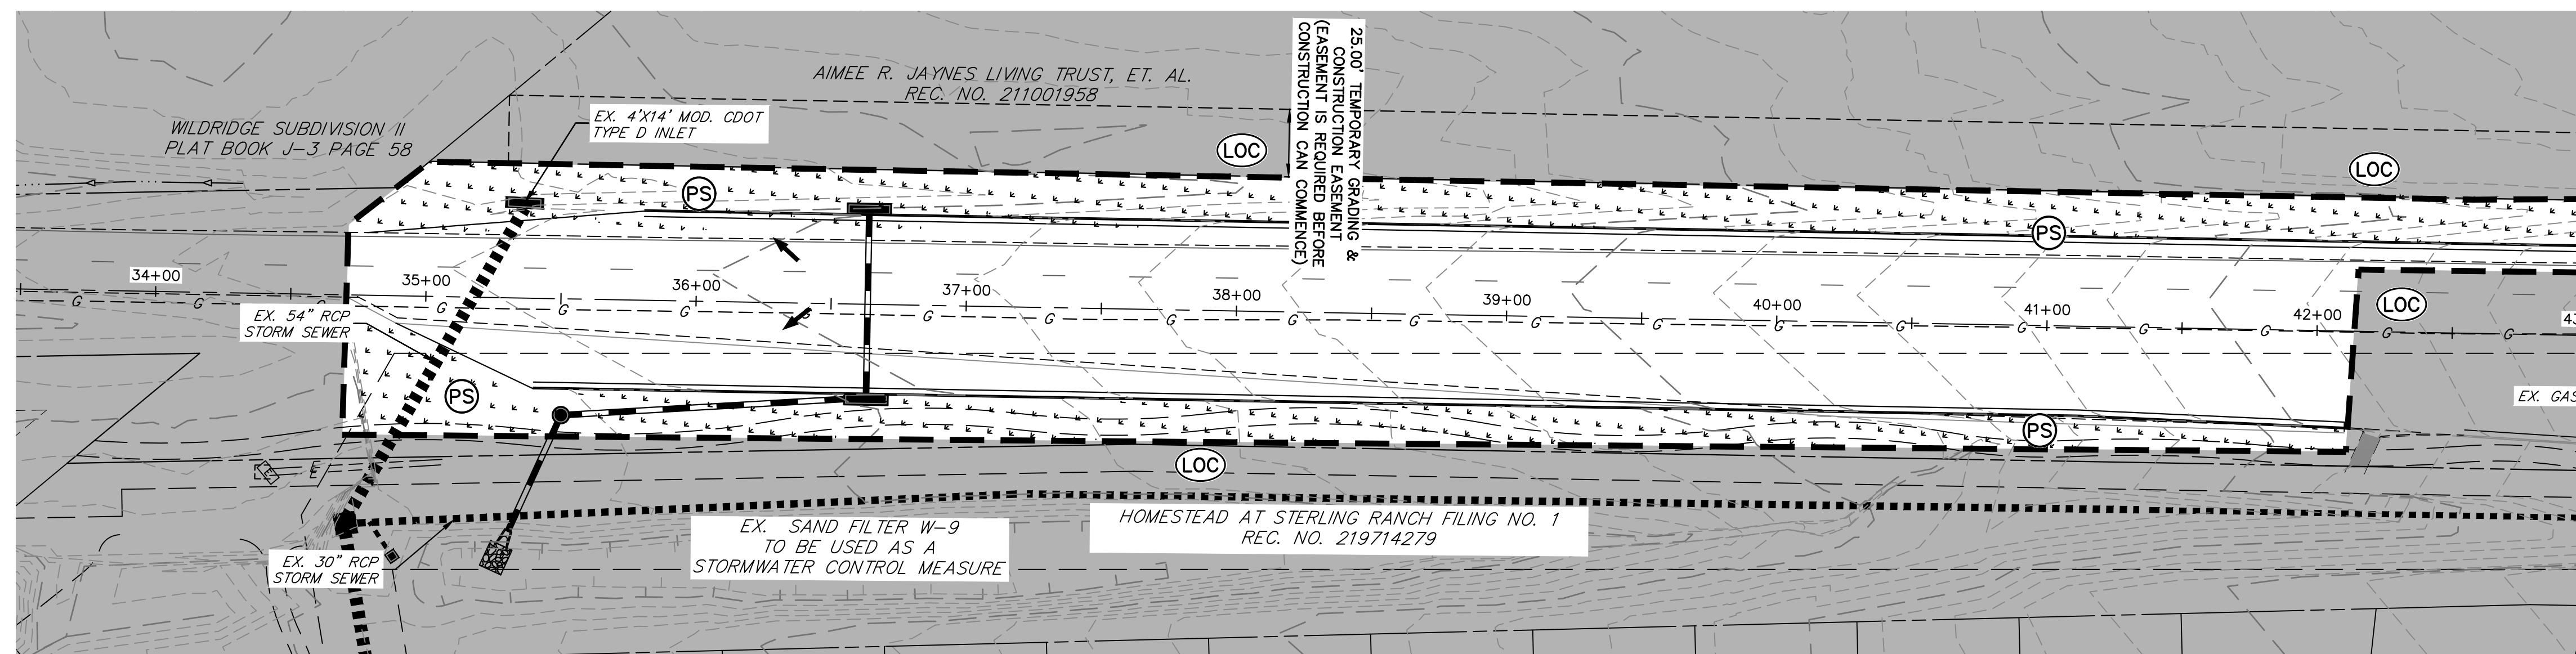 25.00' TEMPORARY GRADING &
CONSTRUCTION EASEMENT
(EASEMENT IS REQUIRED BEFORE
CONSTRUCTION CAN COMMENCE)
AIMEE R. JAYNES LIVING TRUST, ET. AL.
REC. NO. 211001958
WILDRIDGE SUBDIVISION II
PLAT BOOK J-3 PAGE 58
EX. 4'X14' MOD. CDOT
TYPE D INLET
LOC
LOC
PS
PS
34+00
35+00
36+00
37+00
38+00
39+00
40+00
41+00
42+00
43
LOC
G G G G G G G G G G G G G G G G G G G G
EX. 54" RCP
STORM SEWER
PS
EX. GAS
PS
LOC
E
E
EX. SAND FILTER W-9
TO BE USED AS A
STORMWATER CONTROL MEASURE
HOMESTEAD AT STERLING RANCH FILING NO. 1
REC. NO. 219714279
EX. 30" RCP
STORM SEWER